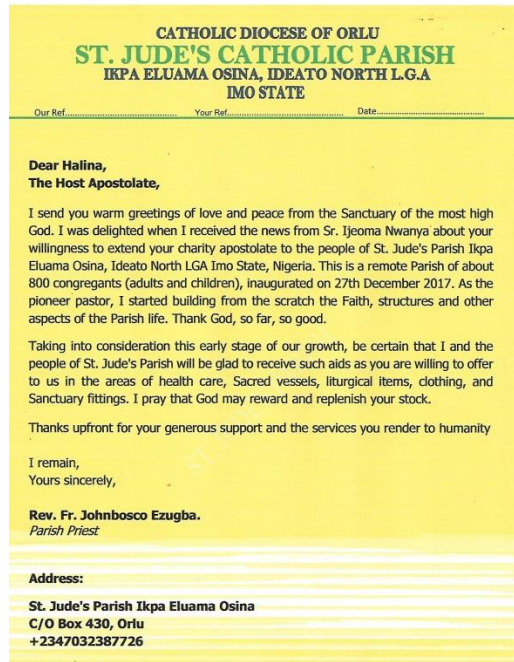 CATHOLIC DIOCESE OF ORLU
ST. JUDE'S CATHOLIC PARISH
IKPA ELUAMA OSINA, IDEATO NORTH L.G.A
IMO STATE
Our Ref............................................ Your Ref............................................ Date............................................
Dear Halina,
The Host Apostolate,
I send you warm greetings of love and peace from the Sanctuary of the most high
God. I was delighted when I received the news from Sr. Ijeoma Nwanya about your
willingness to extend your charity apostolate to the people of St. Jude's Parish Ikpa
Eluama Osina, Ideato North LGA Imo State, Nigeria. This is a remote Parish of about
800 congregants (adults and children), inaugurated on 27th December 2017. As the
pioneer pastor, I started building from the scratch the Faith, structures and other
aspects of the Parish life. Thank God, so far, so good.
Taking into consideration this early stage of our growth, be certain that I and the
people of St. Jude's Parish will be glad to receive such aids as you are willing to offer
to us in the areas of health care, Sacred vessels, liturgical items, clothing, and
Sanctuary fittings. I pray that God may reward and replenish your stock.
Thanks upfront for your generous support and the services you render to humanity
I remain,
Yours sincerely,
Rev. Fr. Johnbosco Ezugba.
Parish Priest
Address:
St. Jude's Parish Ikpa Eluama Osina
C/O Box 430, Orlu
+2347032387726